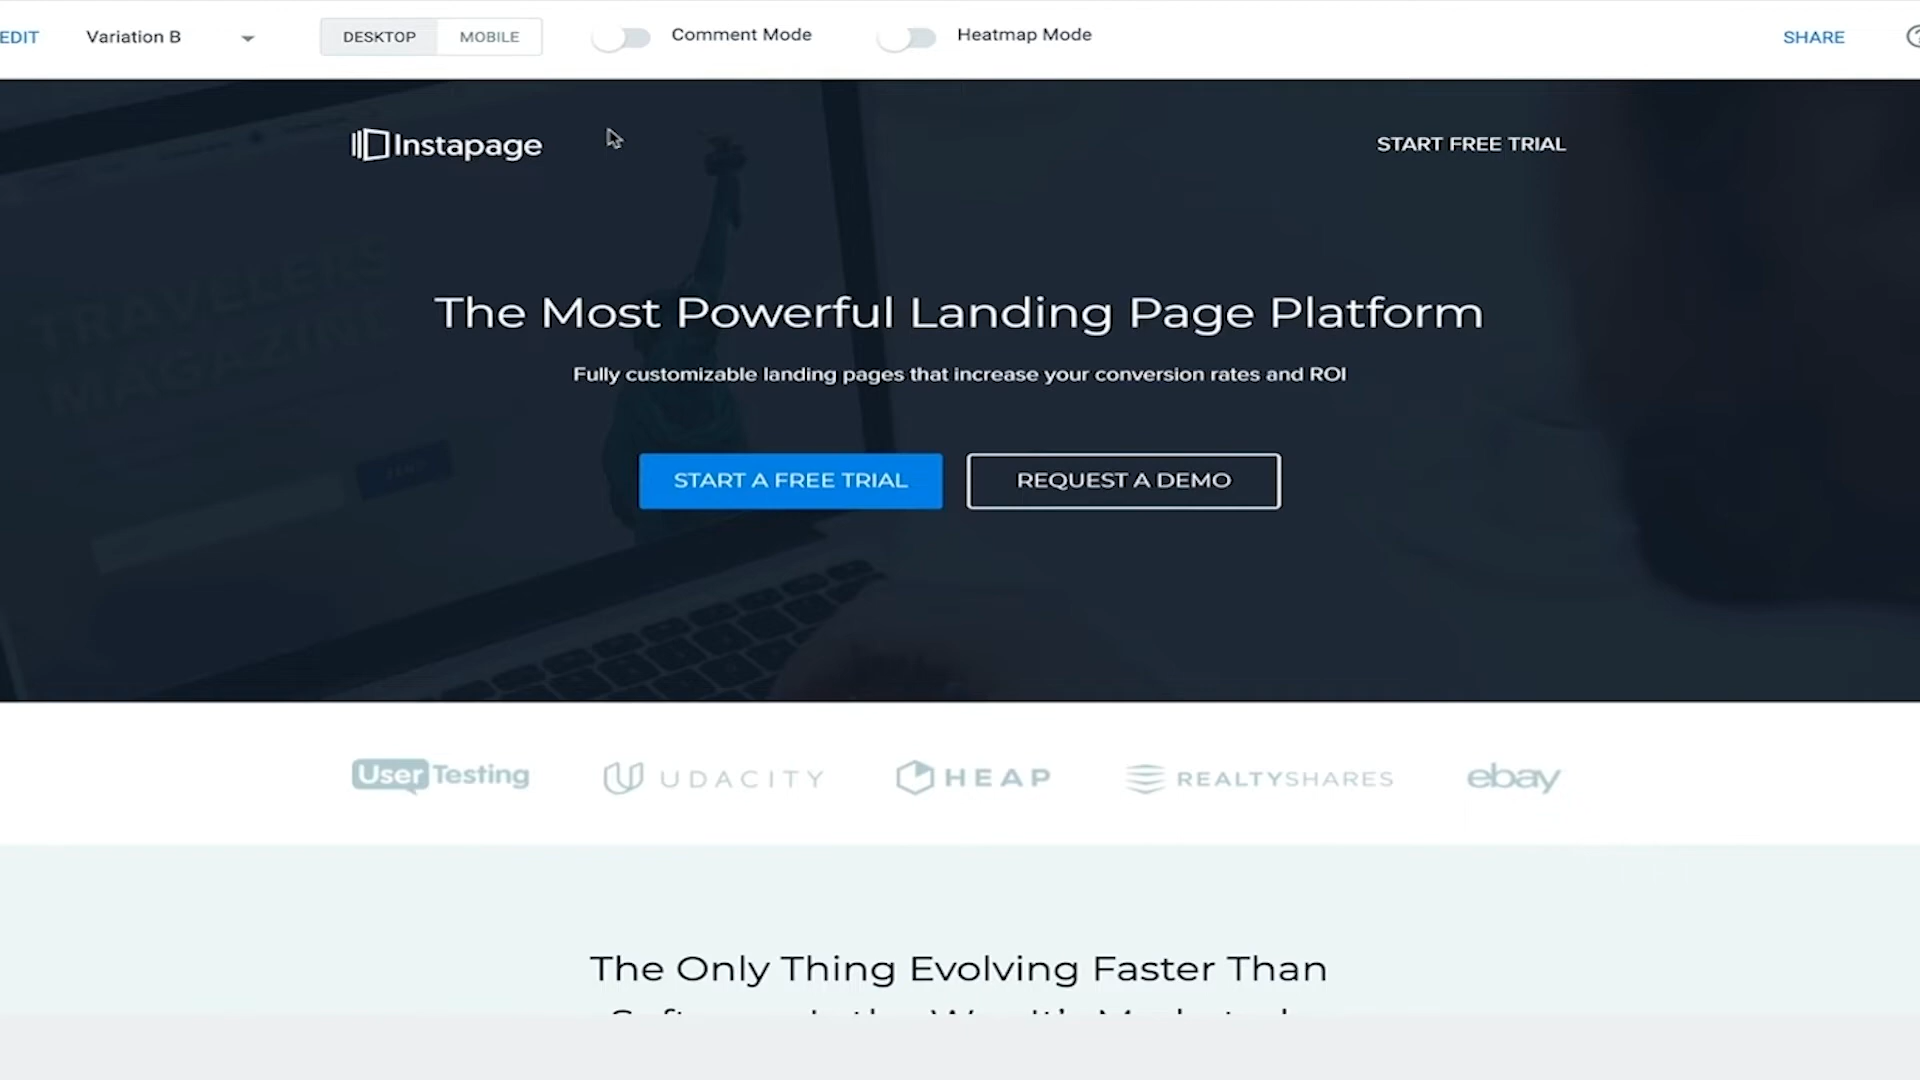 EDIT
Variation B
DESKTOP
MOBILE
Comment Mode
Heatmap Mode
SHARE
Instapage
START FREE TRIAL
TRAVELERS
MAGAZINE
The Most Powerful Landing Page Platform
Fully customizable landing pages that increase your conversion rates and ROI
START A FREE TRIAL
REQUEST A DEMO
UserTesting
UDACITY
HEAP
REALTYSHARES
ebay
The Only Thing Evolving Faster Than